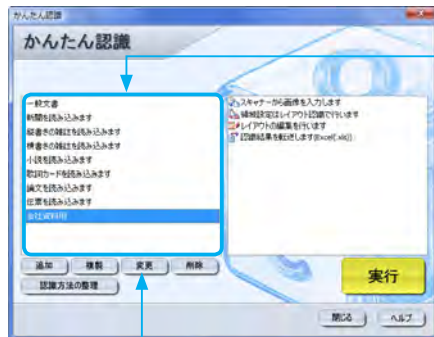 かんたん認識
かんたん認識
一般文書
新聞を読み込みます
縦書きの雑誌を読み込みます
横書きの雑誌を読み込みます
小説を読み込みます
歌詞カードを読み込みます
論文を読み込みます
伝票を読み込みます
会社資料用
スキャナーから画像を入力します
領域設定はレイアウト認識で行います
レイアウトの編集を行います
認識結果を転送します(Excel(.xls))
追加
複製
変更
削除
認識方法の整理
実行
閉じる
ヘルプ